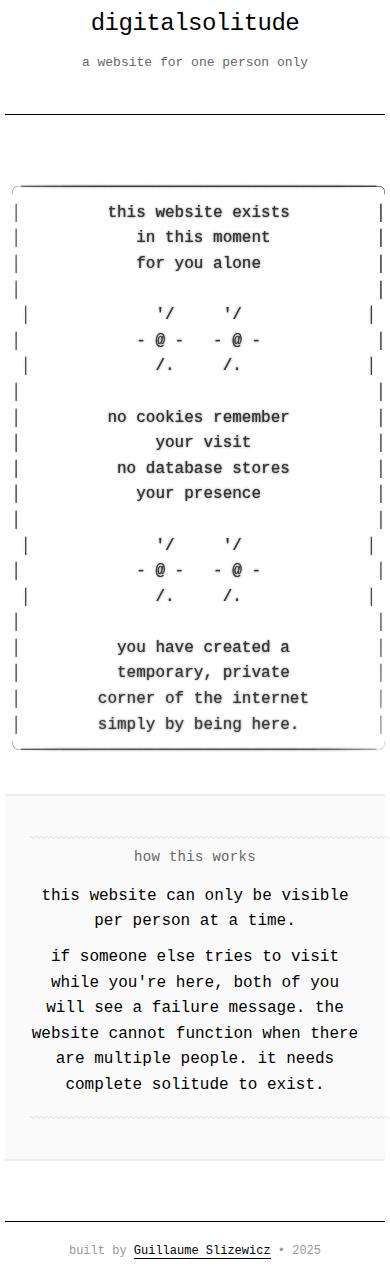 digitalsolitude
a website for one person only
this website exists
in this moment
for you alone
'/ '/
- @ - - @ -
/. /.
no cookies remember
your visit
no database stores
your presence
'/ '/
- @ - - @ -
/. /.
you have created a
temporary, private
corner of the internet
simply by being here.
how this works
this website can only be visible
per person at a time.
if someone else tries to visit
while you're here, both of you
will see a failure message. the
website cannot function when there
are multiple people. it needs
complete solitude to exist.
built by Guillaume Slizewicz • 2025